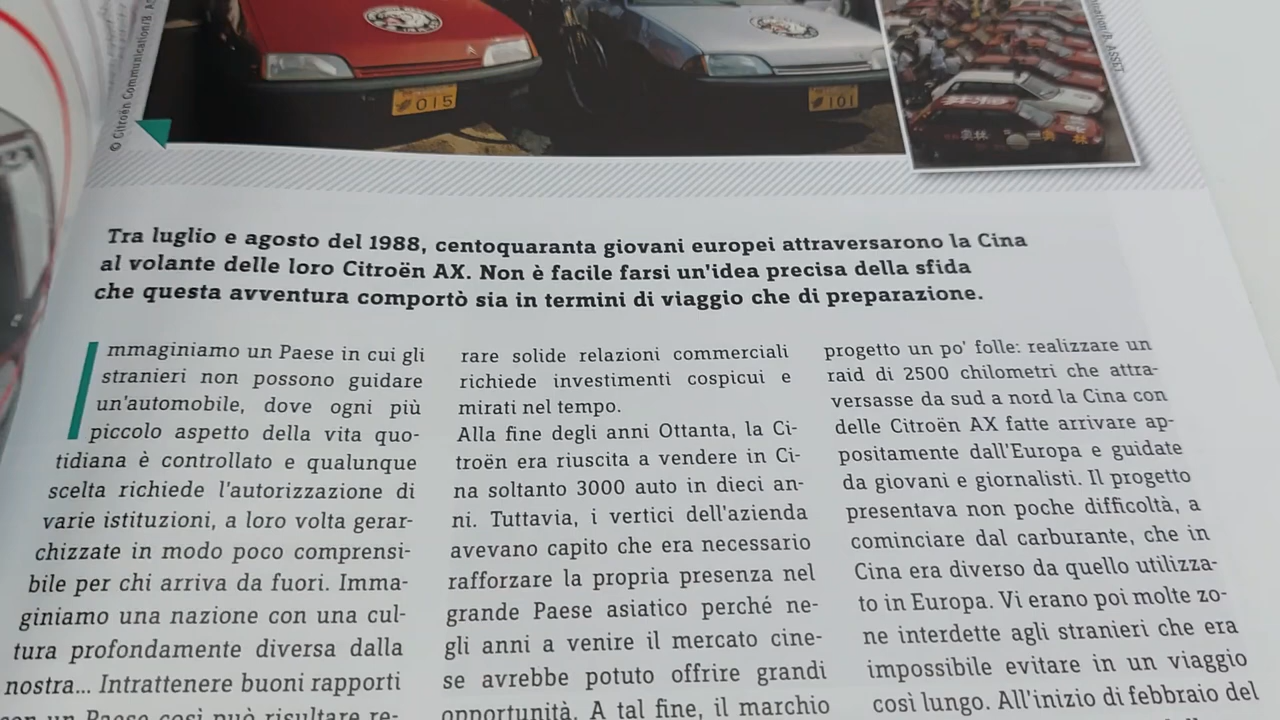 © Citroën Communication/B. AS
ation/B. ASSET
015
101
Tra luglio e agosto del 1988, centoquaranta giovani europei attraversarono la Cina
al volante delle loro Citroën AX. Non è facile farsi un'idea precisa della sfida
che questa avventura comportò sia in termini di viaggio che di preparazione.
Immaginiamo un Paese in cui gli
stranieri non possono guidare
un'automobile, dove ogni più
piccolo aspetto della vita quo-
tidiana è controllato e qualunque
scelta richiede l'autorizzazione di
varie istituzioni, a loro volta gerar-
chizzate in modo poco comprensi-
bile per chi arriva da fuori. Imma-
giniamo una nazione con una cul-
tura profondamente diversa dalla
nostra... Intrattenere buoni rapporti
con un Paese così può risultare re-
rare solide relazioni commerciali
richiede investimenti cospicui e
mirati nel tempo.
Alla fine degli anni Ottanta, la Ci-
troën era riuscita a vendere in Ci-
na soltanto 3000 auto in dieci an-
ni. Tuttavia, i vertici dell'azienda
avevano capito che era necessario
rafforzare la propria presenza nel
grande Paese asiatico perché ne-
gli anni a venire il mercato cine-
se avrebbe potuto offrire grandi
opportunità. A tal fine, il marchio
progetto un po' folle: realizzare un
raid di 2500 chilometri che attra-
versasse da sud a nord la Cina con
delle Citroën AX fatte arrivare ap-
positamente dall'Europa e guidate
da giovani e giornalisti. Il progetto
presentava non poche difficoltà, a
cominciare dal carburante, che in
Cina era diverso da quello utilizza-
to in Europa. Vi erano poi molte zo-
ne interdette agli stranieri che era
impossibile evitare in un viaggio
così lungo. All'inizio di febbraio del